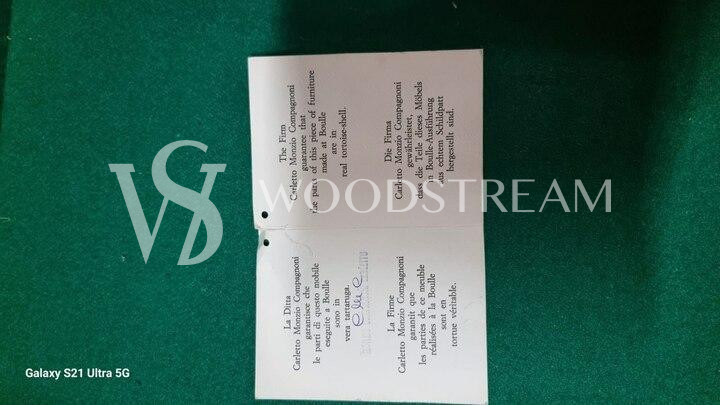 La Ditta
Carletto Monzio Compagnoni
garantisce che
le parti di questo mobile
eseguite a Boulle
sono in
vera tartaruga.
The Firm
Carletto Monzio Compagnoni
guarantee that
the parts of this piece of furniture
made at Boulle
are in
real tortoise-shell.
La Firme
Carletto Monzio Compagnoni
garantit que
les parties de ce meuble
réalisées à la Boulle
sont en
tortue véritable.
Die Firma
Carletto Monzio Compagnoni
gewährleistet,
dass die Teile dieses Möbels
in Boulle-Ausführung
aus echtem Schildpatt
hergestellt sind.
WS WOODSTREAM
Galaxy S21 Ultra 5G